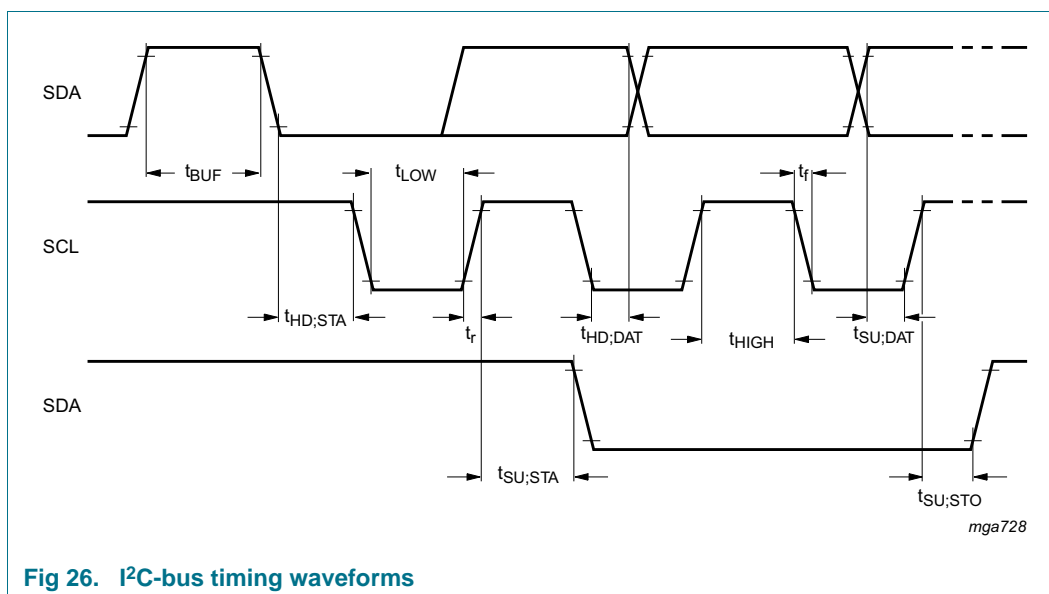 SDA
tBUF
tLOW
tf
SCL
tHD;STA
tr
tHD;DAT
tHIGH
tSU;DAT
SDA
tSU;STA
tSU;STO
mga728
Fig 26. I²C-bus timing waveforms